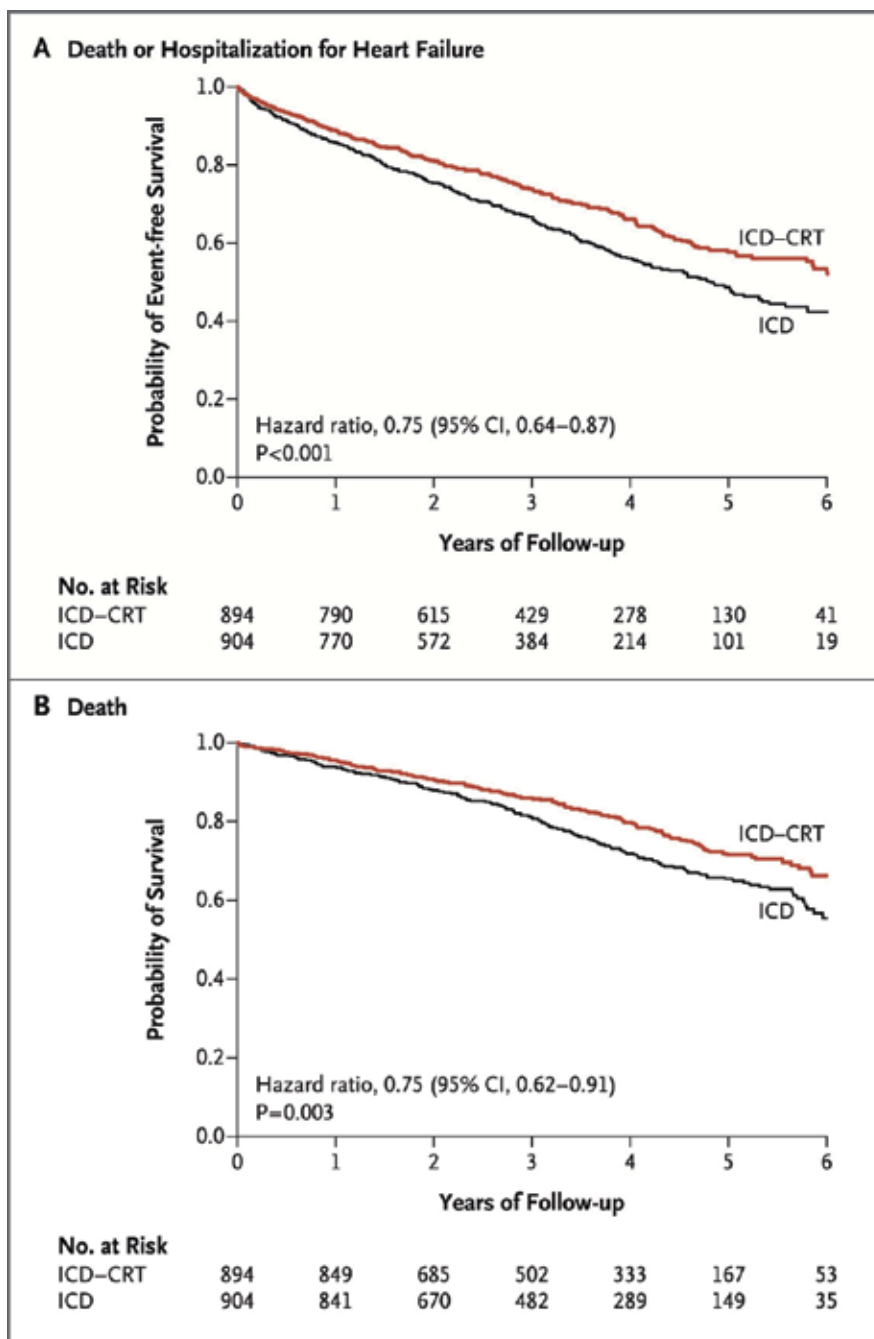 A Death or Hospitalization for Heart Failure
1.0
0.8
0.6
0.4
0.2
0.0
Probability of Event-free Survival
ICD–CRT
ICD
Hazard ratio, 0.75 (95% CI, 0.64–0.87)
P<0.001
0 1 2 3 4 5 6
Years of Follow-up
No. at Risk
ICD–CRT 894 790 615 429 278 130 41
ICD 904 770 572 384 214 101 19
B Death
1.0
0.8
0.6
0.4
0.2
0.0
Probability of Survival
ICD–CRT
ICD
Hazard ratio, 0.75 (95% CI, 0.62–0.91)
P=0.003
0 1 2 3 4 5 6
Years of Follow-up
No. at Risk
ICD–CRT 894 849 685 502 333 167 53
ICD 904 841 670 482 289 149 35